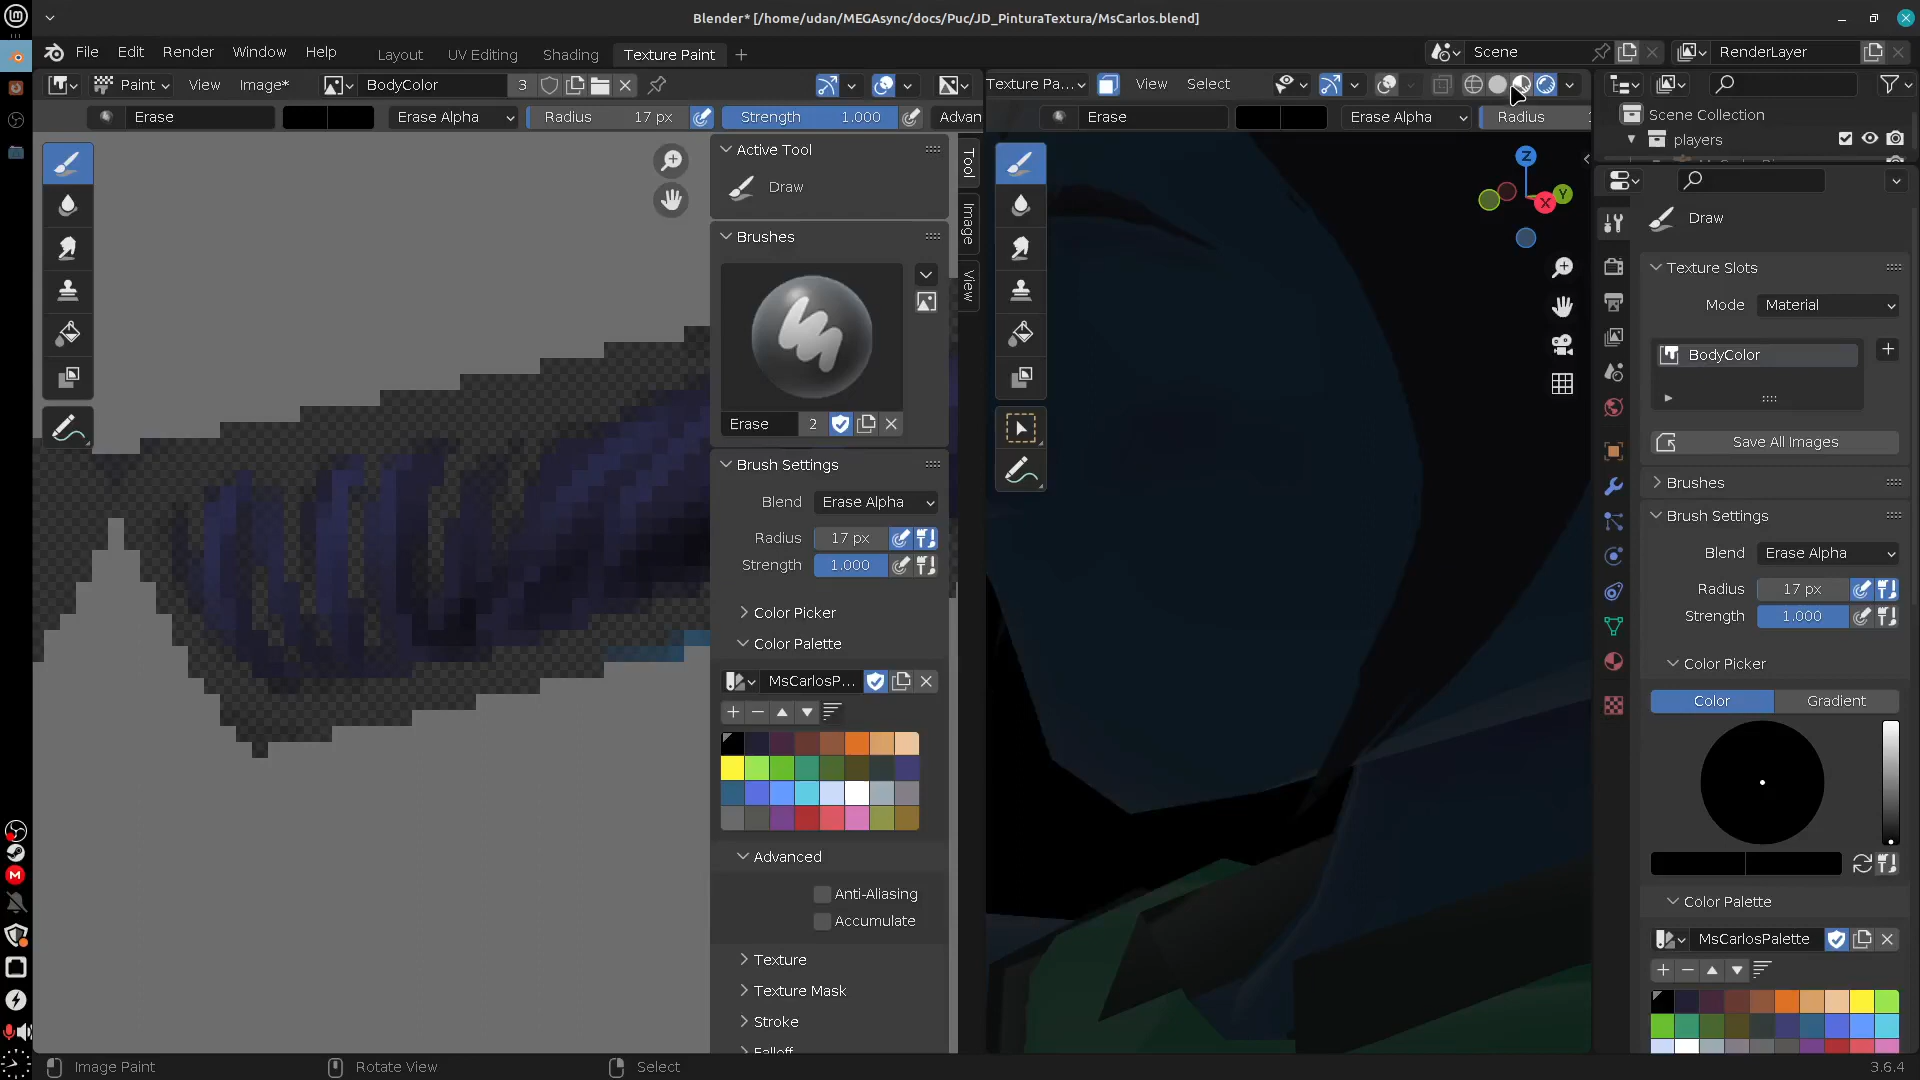 Blender* [/home/udan/MEGAsync/docs/Puc/JD_PinturaTextura/MsCarlos.blend]
File Edit Render Window Help Layout UV Editing Shading Texture Paint Scene RenderLayer
Paint View Image* BodyColor 3 Texture Pa... View Select
Erase Erase Alpha Radius 17 px Strength 1.000 Advan Erase Erase Alpha Radius
Scene Collection
players
Active Tool
Draw
Tool
Image
View
Brushes
Erase 2
Brush Settings
Blend Erase Alpha
Radius 17 px
Strength 1.000
Color Picker
Color Palette
MsCarlosP...
Advanced
Anti-Aliasing
Accumulate
Texture
Texture Mask
Stroke
Falloff
Z
Y
X
Draw
Texture Slots
Mode Material
BodyColor
Save All Images
Brushes
Brush Settings
Blend Erase Alpha
Radius 17 px
Strength 1.000
Color Picker
Color Gradient
Color Palette
MsCarlosPalette
Image Paint Rotate View Select 3.6.4